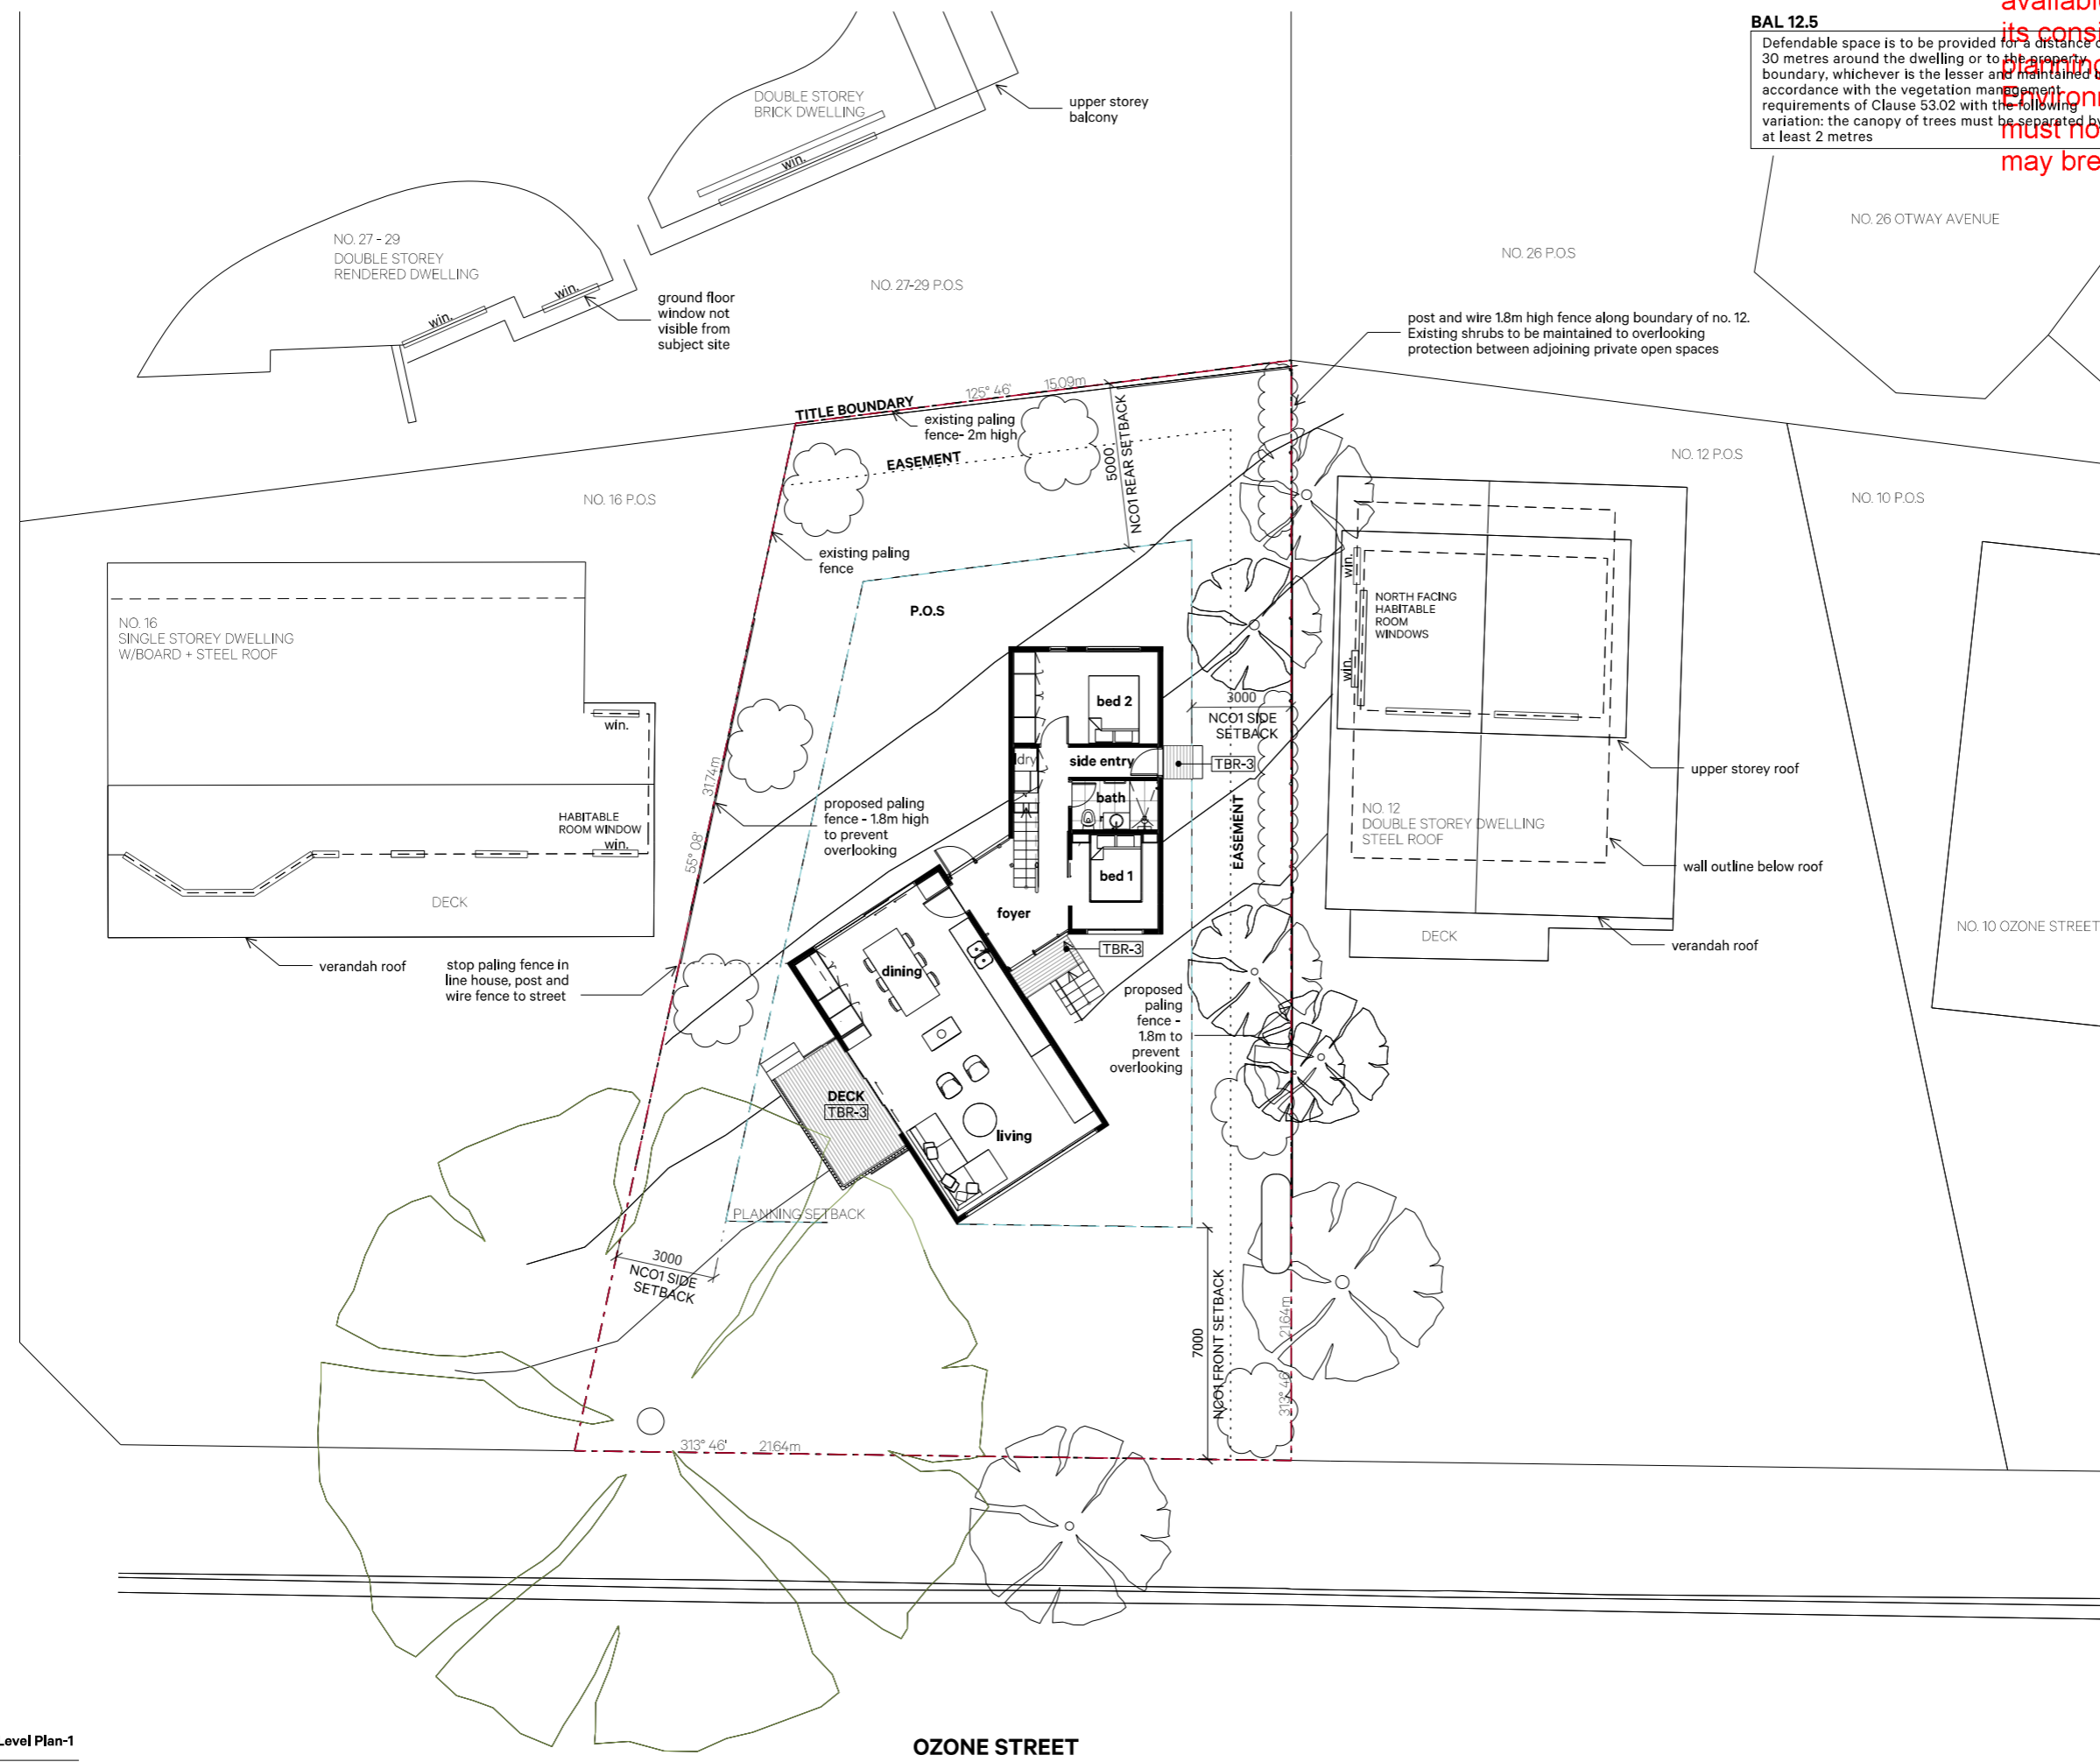 BAL 12.5
Defendable space is to be provided for a distance
30 metres around the dwelling or to the property
boundary, whichever is the lesser and maintained
accordance with the vegetation management
requirements of Clause 53.02 with the following
variation: the canopy of trees must be separated by
at least 2 metres
its
may
DOUBLE STOREY
BRICK DWELLING
win.
upper storey
balcony
NO. 27 - 29
DOUBLE STOREY
RENDERED DWELLING
win.
win.
ground floor
window not
visible from
subject site
NO. 27-29 P.O.S
NO. 26 P.O.S
NO. 26 OTWAY AVENUE
post and wire 1.8m high fence along boundary of no. 12.
Existing shrubs to be maintained to overlooking
protection between adjoining private open spaces
TITLE BOUNDARY
125° 46'
15.09m
existing paling
fence- 2m high
EASEMENT
5000
NCO1 REAR SETBACK
NO. 16 P.O.S
existing paling
fence
P.O.S
NO. 12 P.O.S
NO. 10 P.O.S
NO. 16
SINGLE STOREY DWELLING
W/BOARD + STEEL ROOF
win.
HABITABLE
ROOM WINDOW
win.
DECK
verandah roof
stop paling fence in
line house, post and
wire fence to street
31.74m
55° 08'
proposed paling
fence - 1.8m high
to prevent
overlooking
bed 2
ldry
side entry
TBR-3
bath
bed 1
foyer
TBR-3
dining
living
DECK
TBR-3
3000
NCO1 SIDE
SETBACK
EASEMENT
proposed
paling
fence -
1.8m to
prevent
overlooking
win.
win.
NORTH FACING
HABITABLE
ROOM
WINDOWS
upper storey roof
NO. 12
DOUBLE STOREY DWELLING
STEEL ROOF
wall outline below roof
DECK
verandah roof
NO. 10 OZONE STREET
PLANNING SETBACK
3000
NCO1 SIDE
SETBACK
7000
NCO1 FRONT SETBACK
313° 46'
21.64m
313° 46'
21.64m
Level Plan-1
OZONE STREET